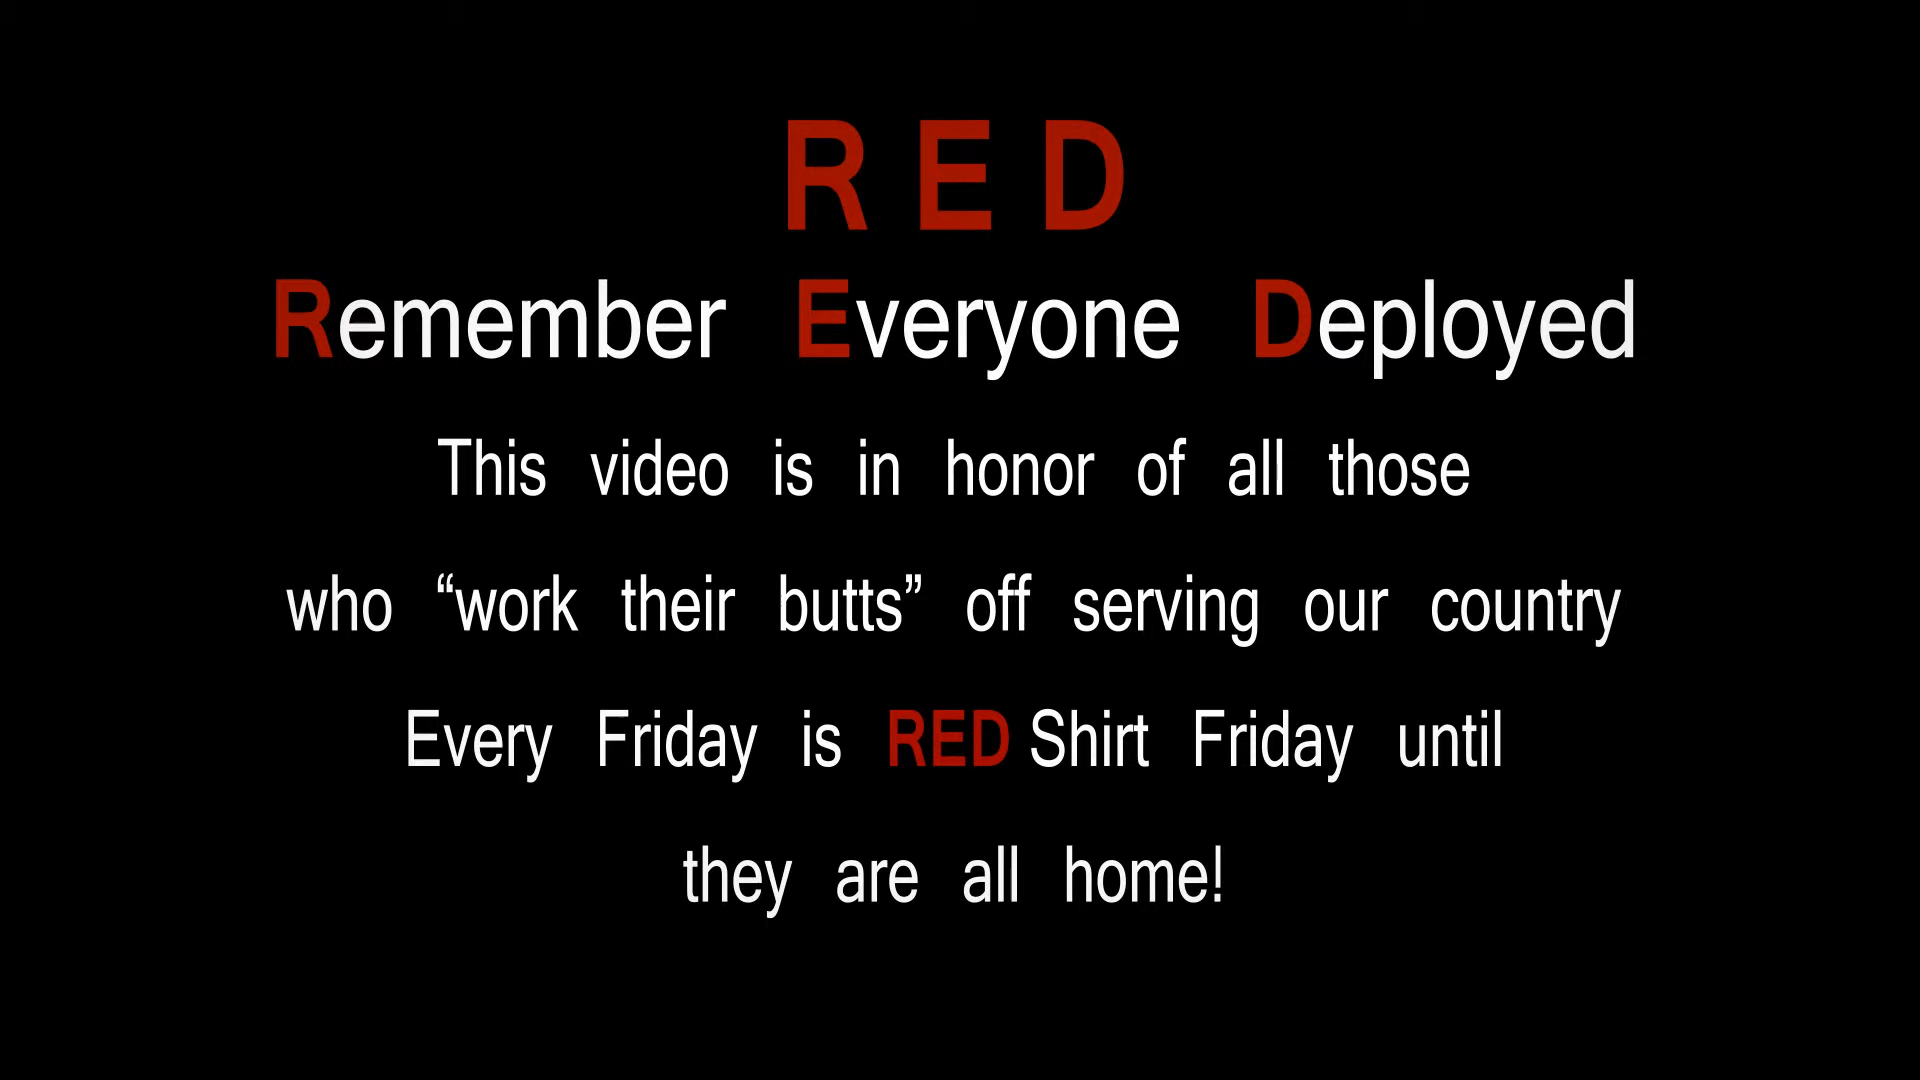 RED
Remember Everyone Deployed
This video is in honor of all those
who “work their butts” off serving our country
Every Friday is RED Shirt Friday until
they are all home!